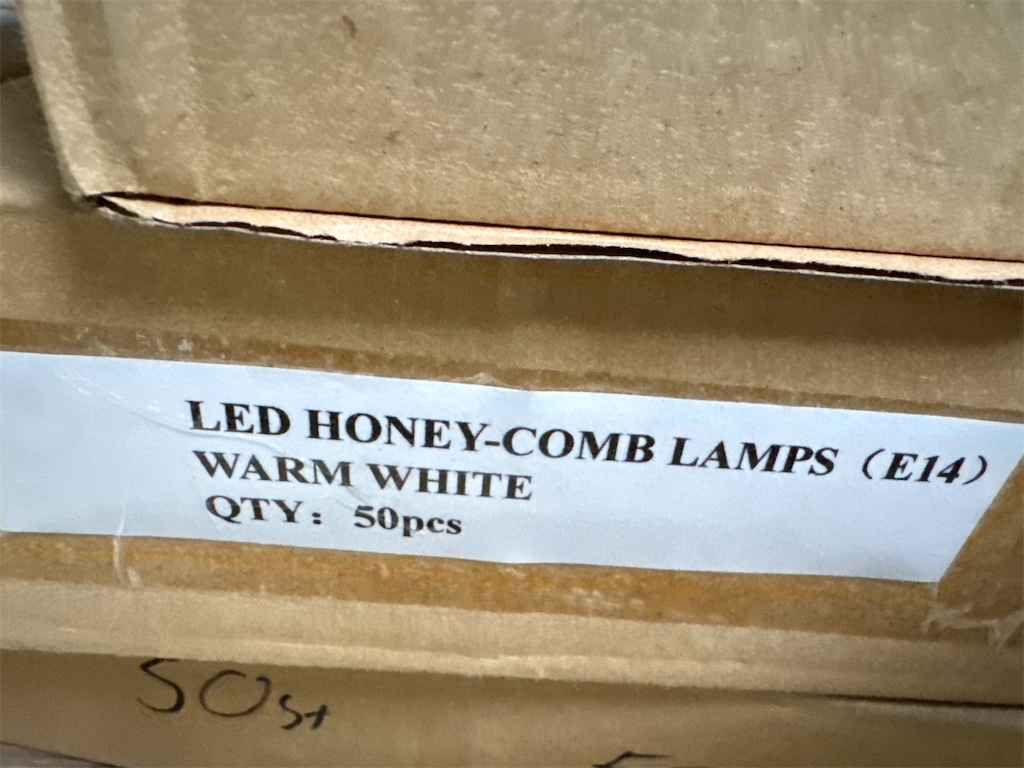 LED HONEY-COMB LAMPS（E14）
WARM WHITE
QTY： 50pcs
50st